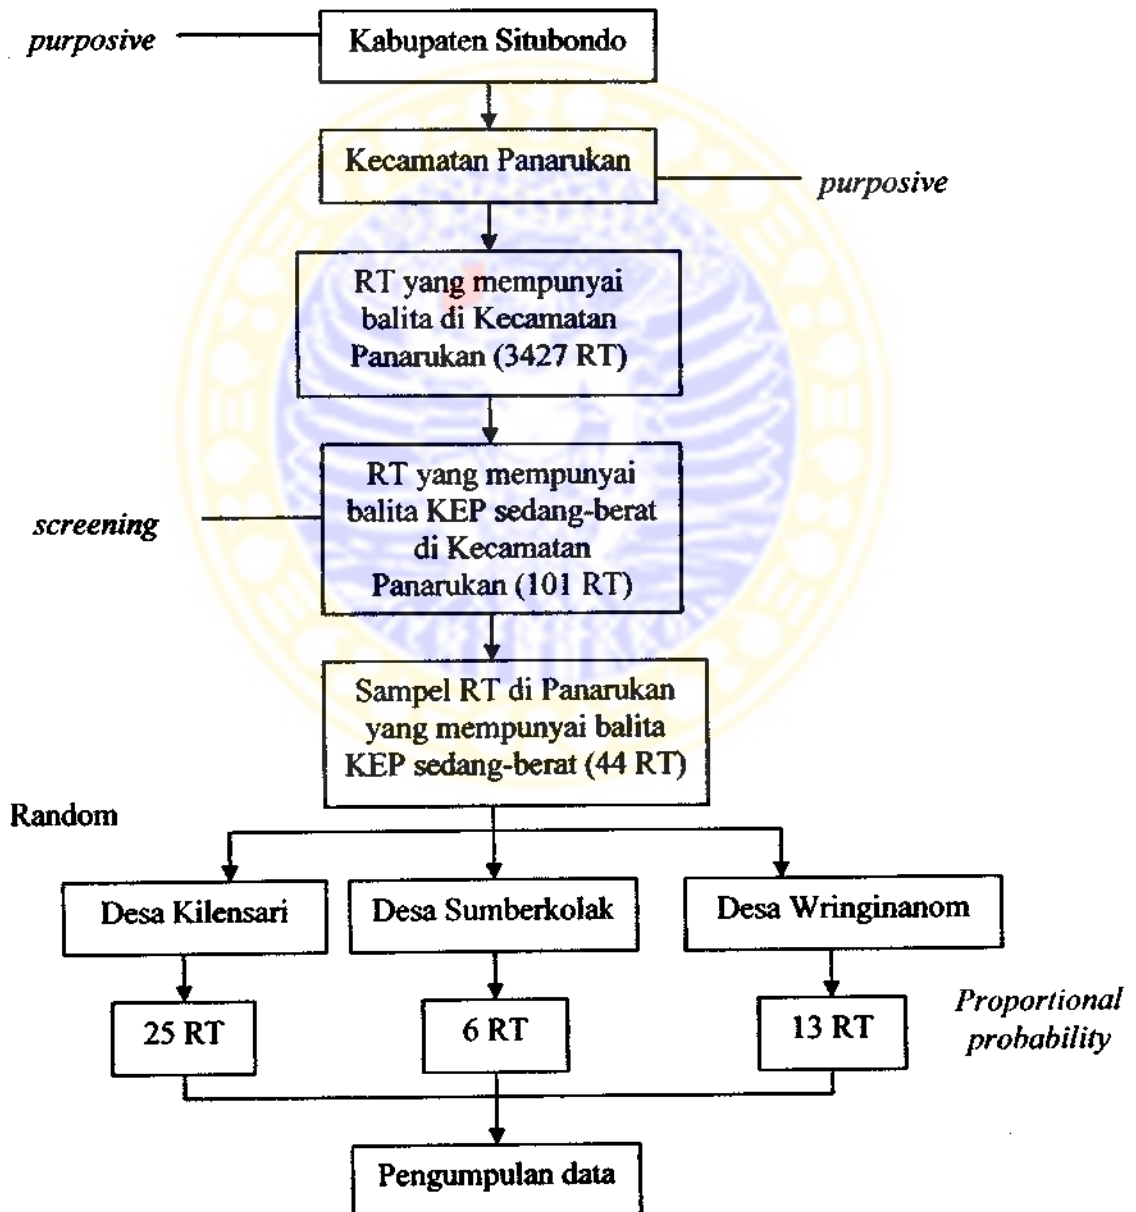 purposive
Kabupaten Situbondo
Kecamatan Panarukan
purposive
RT yang mempunyai
balita di Kecamatan
Panarukan (3427 RT)
RT yang mempunyai
balita KEP sedang-berat
di Kecamatan
Panarukan (101 RT)
screening
Sampel RT di Panarukan
yang mempunyai balita
KEP sedang-berat (44 RT)
Random
Desa Kilensari
Desa Sumberkolak
Desa Wringinanom
25 RT
6 RT
13 RT
Proportional
probability
Pengumpulan data